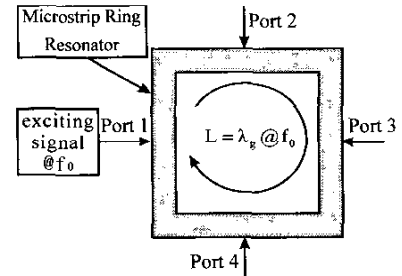 Microstrip Ring
Resonator
Port 2
exciting
signal
@f₀
Port 1
L = λg @ f₀
Port 3
Port 4